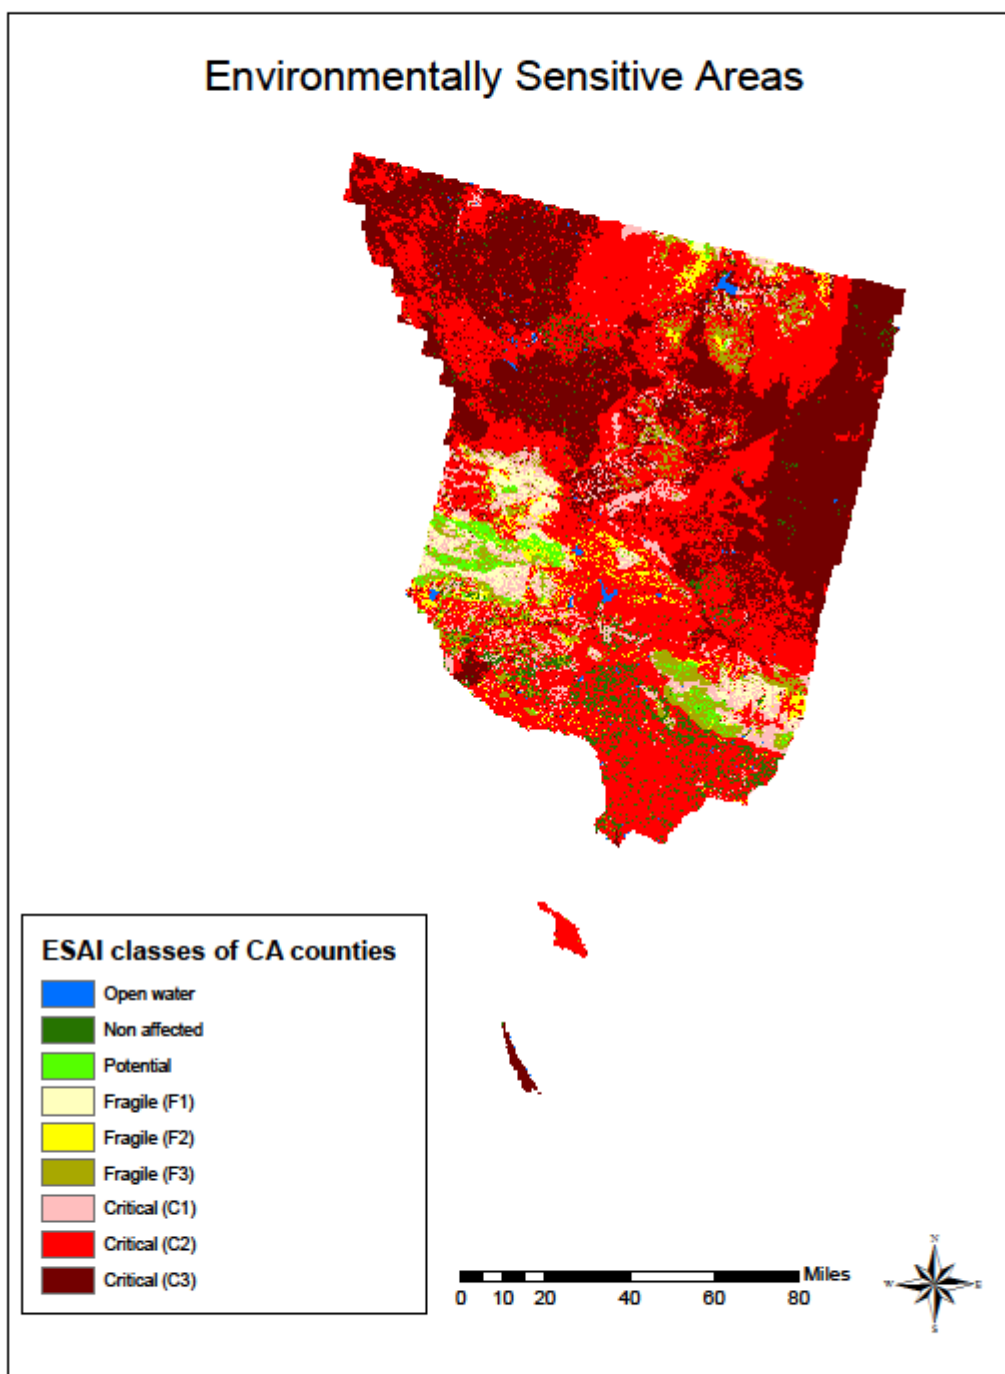 Environmentally Sensitive Areas
ESAI classes of CA counties
Open water
Non affected
Potential
Fragile (F1)
Fragile (F2)
Fragile (F3)
Critical (C1)
Critical (C2)
Critical (C3)
Miles
0 10 20 40 60 80
N
W E
S